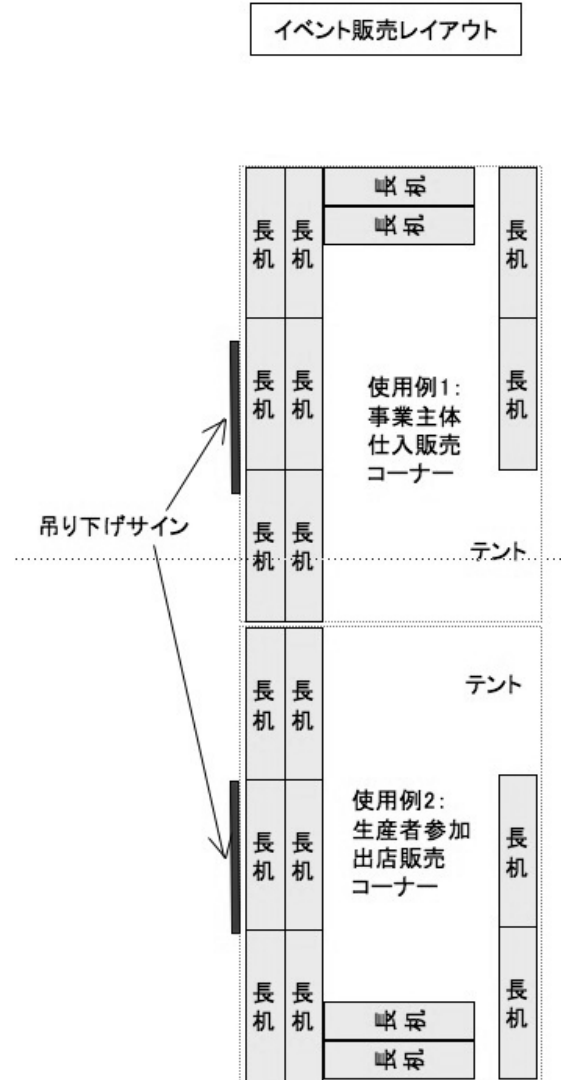 イベント販売レイアウト
長机
長机
長机
長机
長机
長机
長机
長机
使用例1:
事業主体
仕入販売
コーナー
長机
吊り下げサイン
長机
長机
テント
長机
長机
テント
長机
長机
使用例2:
生産者参加
出店販売
コーナー
長机
長机
長机
長机
長机
長机